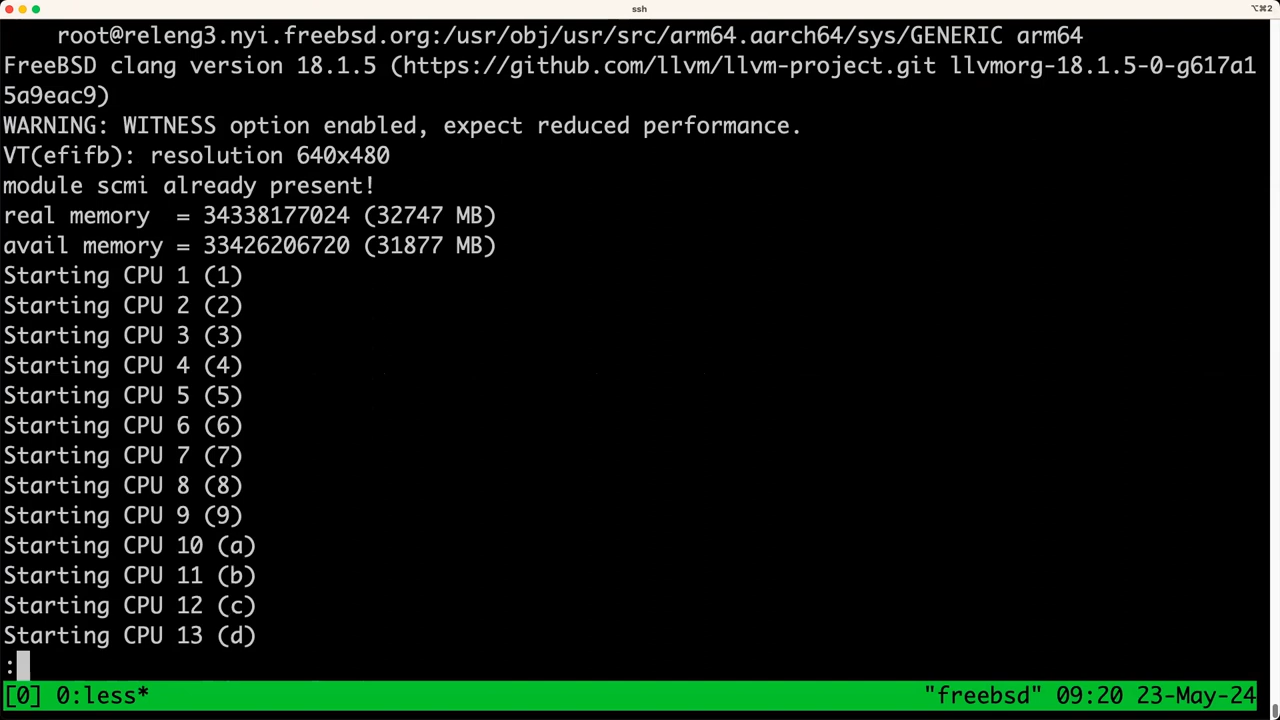 ssh
⌥⌘2
root@releng3.nyi.freebsd.org:/usr/obj/usr/src/arm64.aarch64/sys/GENERIC arm64
FreeBSD clang version 18.1.5 (https://github.com/llvm/llvm-project.git llvmorg-18.1.5-0-g617a1
5a9eac9)
WARNING: WITNESS option enabled, expect reduced performance.
VT(efifb): resolution 640x480
module scmi already present!
real memory  = 34338177024 (32747 MB)
avail memory = 33426206720 (31877 MB)
Starting CPU 1 (1)
Starting CPU 2 (2)
Starting CPU 3 (3)
Starting CPU 4 (4)
Starting CPU 5 (5)
Starting CPU 6 (6)
Starting CPU 7 (7)
Starting CPU 8 (8)
Starting CPU 9 (9)
Starting CPU 10 (a)
Starting CPU 11 (b)
Starting CPU 12 (c)
Starting CPU 13 (d)
:
[0] 0:less* "freebsd" 09:20 23-May-24